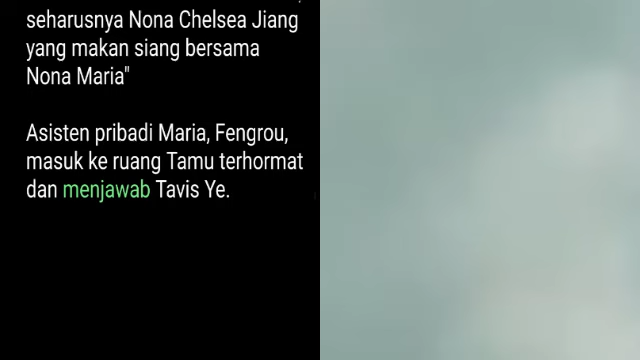 seharusnya Nona Chelsea Jiang
yang makan siang bersama
Nona Maria"
Asisten pribadi Maria, Fengrou,
masuk ke ruang Tamu terhormat
dan menjawab Tavis Ye.